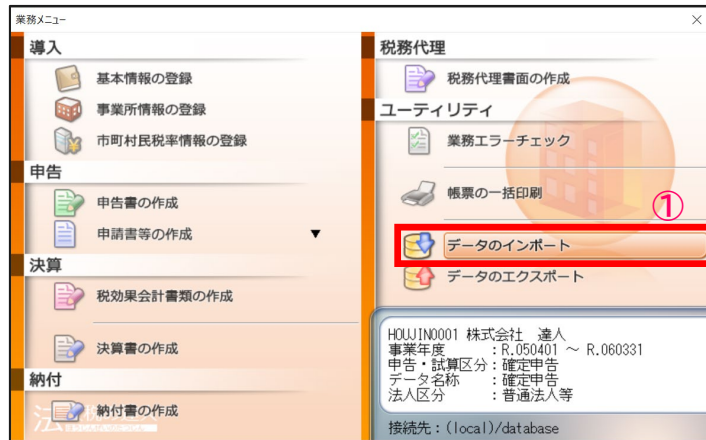 業務メニュー
導入
基本情報の登録
事業所情報の登録
市町村民税率情報の登録
申告
申告書の作成
申請書等の作成 ▼
決算
税効果会計書類の作成
決算書の作成
納付
納付書の作成
税務代理
税務代理書面の作成
ユーティリティ
業務エラーチェック
帳票の一括印刷
①
データのインポート
データのエクスポート
HOUJIN0001 株式会社 達人
事業年度 :R.050401 ~ R.060331
申告・試算区分:確定申告
データ名称 :確定申告
法人区分 :普通法人等
接続先:(local)/database